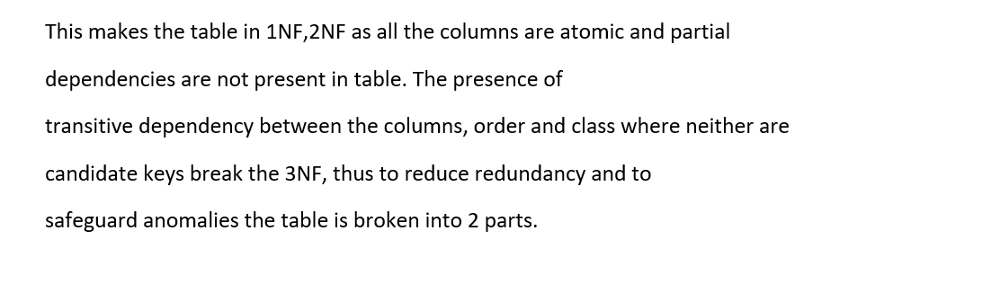 This makes the table in 1NF,2NF as all the columns are atomic and partial
dependencies are not present in table. The presence of
transitive dependency between the columns, order and class where neither are
candidate keys break the 3NF, thus to reduce redundancy and to
safeguard anomalies the table is broken into 2 parts.